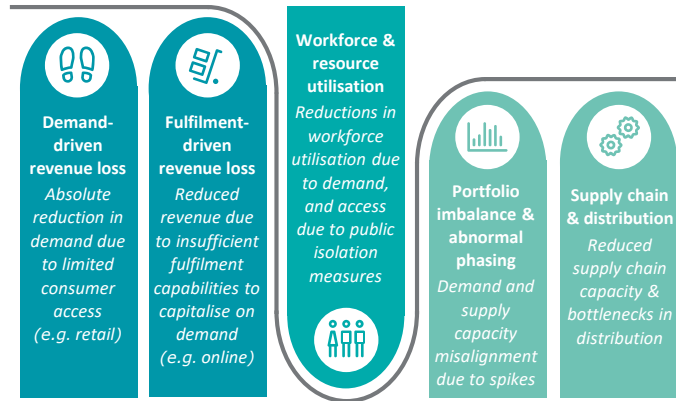 Demand-
driven
revenue loss
Absolute
reduction in
demand due
to limited
consumer
access
(e.g. retail)
Fulfilment-
driven
revenue loss
Reduced
revenue due
to insufficient
fulfilment
capabilities to
capitalise on
demand
(e.g. online)
Workforce &
resource
utilisation
Reductions in
workforce
utilisation due
to demand,
and access
due to public
isolation
measures
Portfolio
imbalance &
abnormal
phasing
Demand and
supply
capacity
misalignment
due to spikes
Supply chain
& distribution
Reduced
supply chain
capacity &
bottlenecks in
distribution